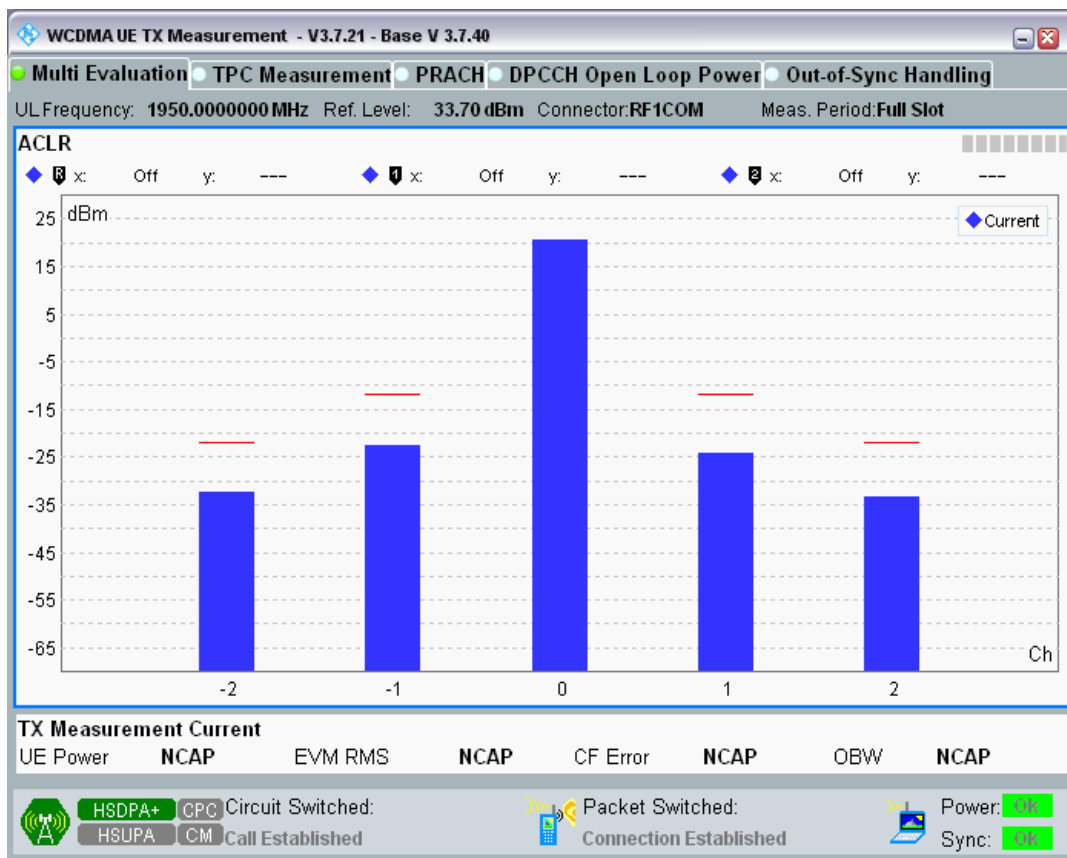 WCDMA UE TX Measurement - V3.7.21 - Base V 3.7.40
Multi Evaluation TPC Measurement PRACH DPCCH Open Loop Power Out-of-Sync Handling
UL Frequency: 1950.0000000 MHz Ref. Level: 33.70 dBm Connector:RF1COM Meas. Period:Full Slot
ACLR
R x: Off y: --- 1 x: Off y: --- 2 x: Off y: ---
dBm
Current
25
15
5
-5
-15
-25
-35
-45
-55
-65
Ch
-2 -1 0 1 2
TX Measurement Current
UE Power NCAP EVM RMS NCAP CF Error NCAP OBW NCAP
HSDPA+ CPC Circuit Switched: Packet Switched: Power: Ok
HSUPA CM Call Established Connection Established Sync: Ok